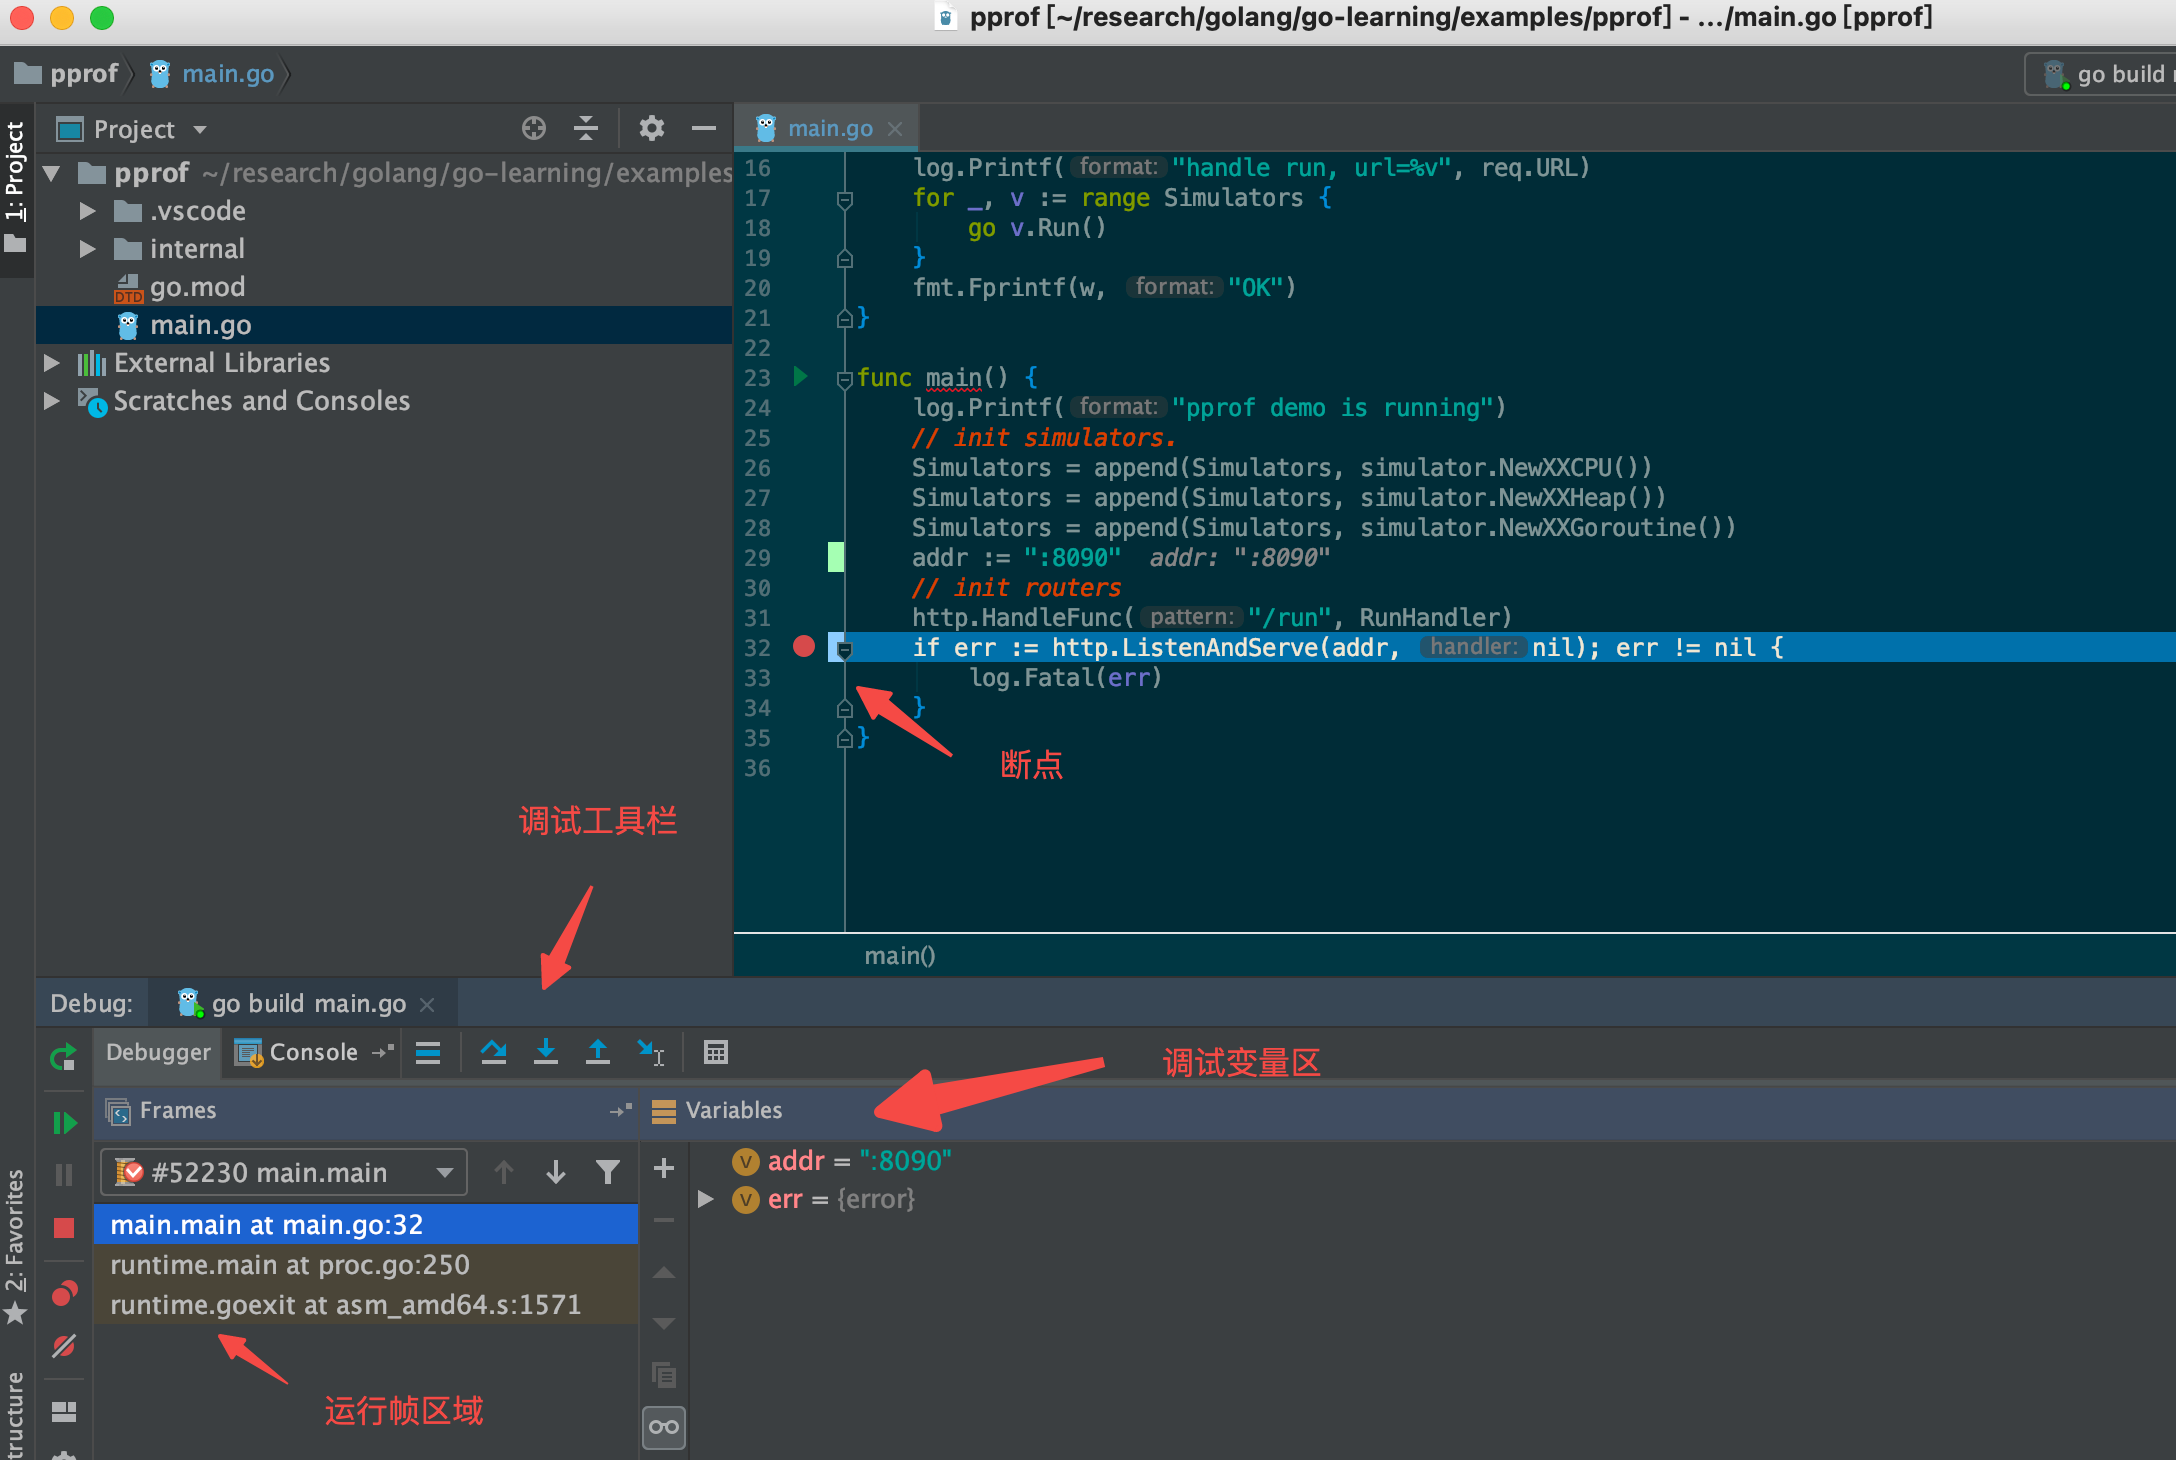 pprof [~/research/golang/go-learning/examples/pprof] - .../main.go [pprof]
pprof
main.go
go build
1: Project
Project
main.go
pprof ~/research/golang/go-learning/examples
.vscode
internal
go.mod
main.go
External Libraries
Scratches and Consoles
16 log.Printf( format: "handle run, url=%v", req.URL)
17 for _, v := range Simulators {
18 go v.Run()
19 }
20 fmt.Fprintf(w, format: "OK")
21 }
22
23 func main() {
24 log.Printf( format: "pprof demo is running")
25 // init simulators.
26 Simulators = append(Simulators, simulator.NewXXCPU())
27 Simulators = append(Simulators, simulator.NewXXHeap())
28 Simulators = append(Simulators, simulator.NewXXGoroutine())
29 addr := ":8090" addr: ":8090"
30 // init routers
31 http.HandleFunc( pattern: "/run", RunHandler)
32 if err := http.ListenAndServe(addr, handler: nil); err != nil {
33 log.Fatal(err)
34 }
35 }
36
断点
调试工具栏
main()
Debug:
go build main.go
Debugger
Console
调试变量区
Frames
Variables
#52230 main.main
main.main at main.go:32
runtime.main at proc.go:250
runtime.goexit at asm_amd64.s:1571
addr = ":8090"
err = {error}
运行帧区域
2: Favorites
tructure
DTD